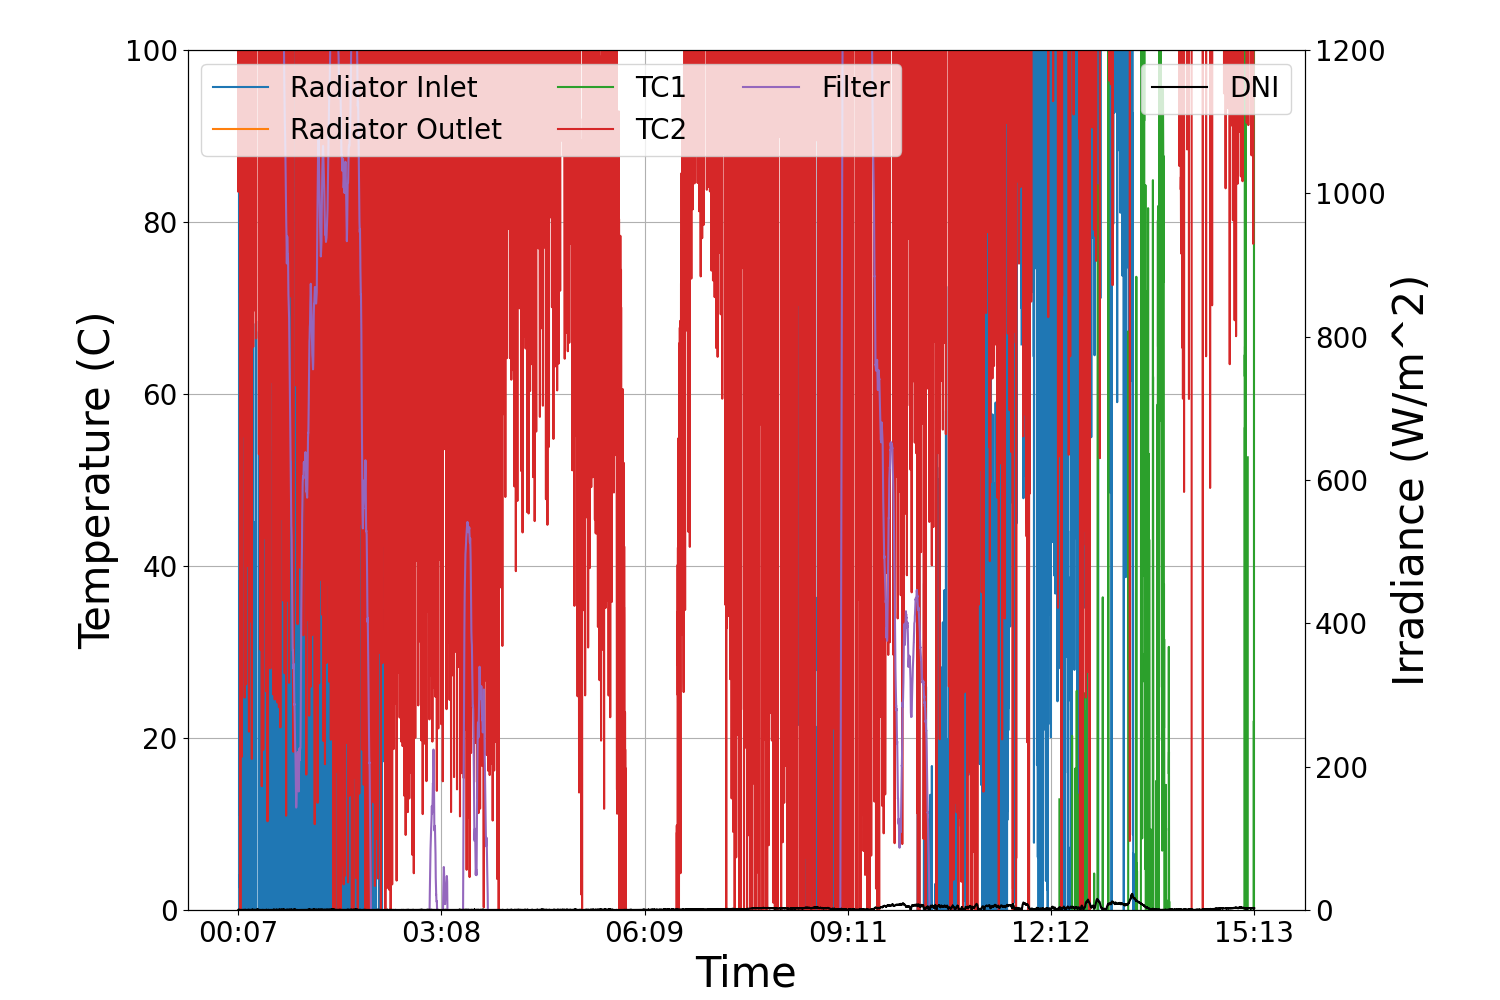 100
80
60
40
20
0
Temperature (C)
Radiator Inlet
Radiator Outlet
TC1
TC2
Filter
DNI
1200
1000
800
600
400
200
0
Irradiance (W/m^2)
00:07 03:08 06:09 09:11 12:12 15:13
Time